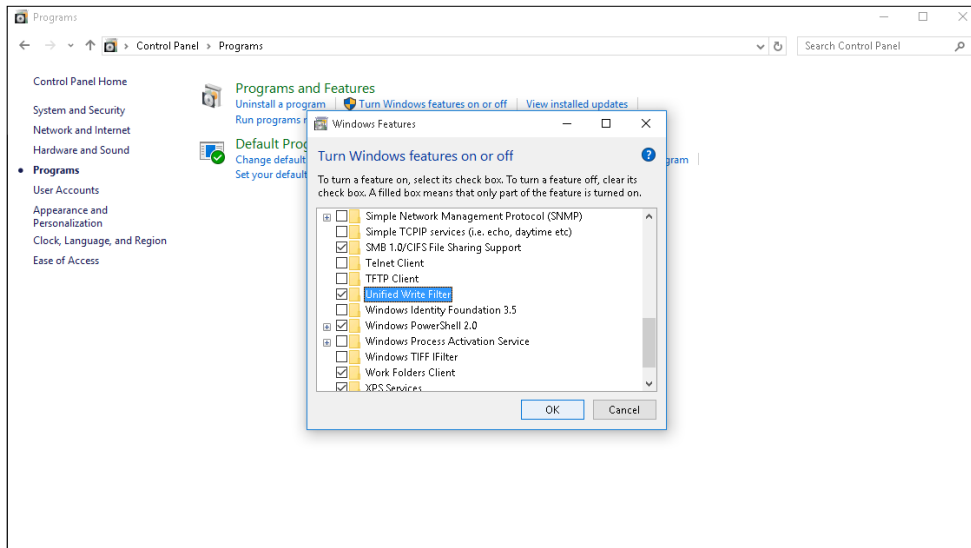 Programs
Control Panel > Programs
Search Control Panel
Control Panel Home
System and Security
Network and Internet
Hardware and Sound
Programs
User Accounts
Appearance and
Personalization
Clock, Language, and Region
Ease of Access
Programs and Features
Uninstall a program
Turn Windows features on or off
View installed updates
Run programs
Default Prog
Change default
gram
Set your default
Windows Features
Turn Windows features on or off
To turn a feature on, select its check box. To turn a feature off, clear its
check box. A filled box means that only part of the feature is turned on.
Simple Network Management Protocol (SNMP)
Simple TCPIP services (i.e. echo, daytime etc)
SMB 1.0/CIFS File Sharing Support
Telnet Client
TFTP Client
Unified Write Filter
Windows Identity Foundation 3.5
Windows PowerShell 2.0
Windows Process Activation Service
Windows TIFF IFilter
Work Folders Client
XPS Services
OK
Cancel